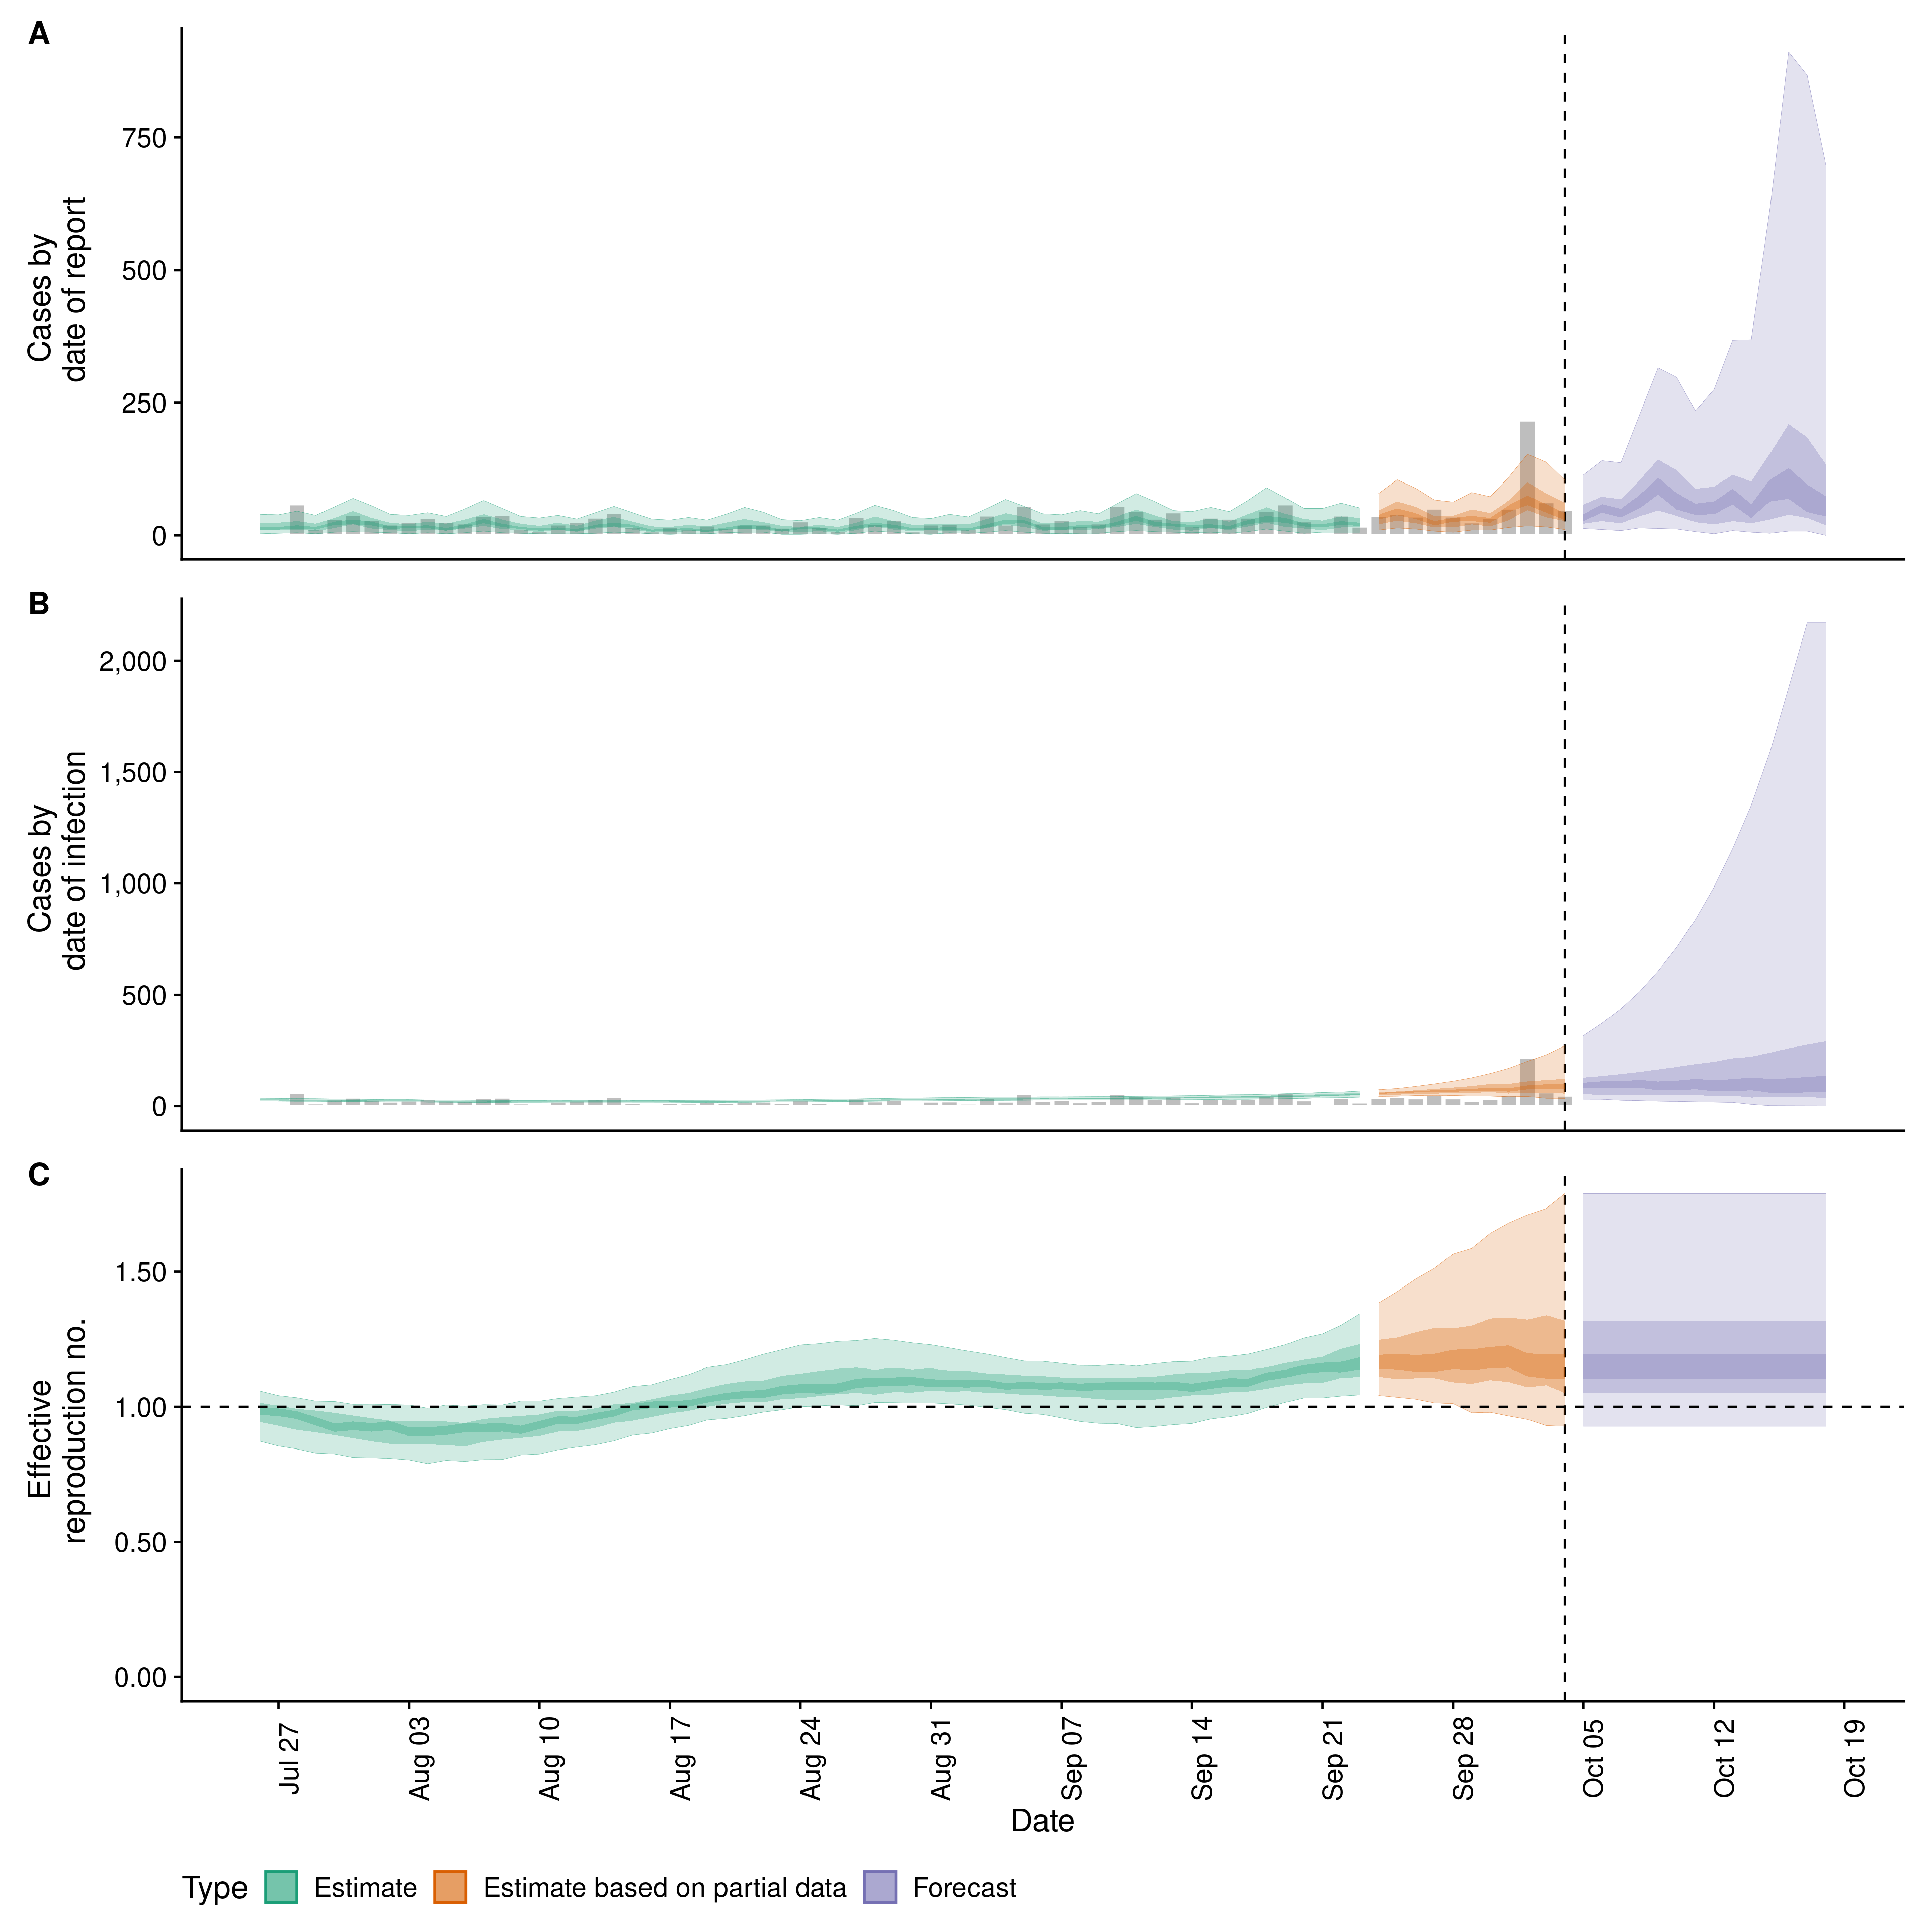 A
Cases by
date of report
750
500
250
0
B
Cases by
date of infection
2,000
1,500
1,000
500
0
C
Effective
reproduction no.
1.50
1.00
0.50
0.00
Jul 27
Aug 03
Aug 10
Aug 17
Aug 24
Aug 31
Sep 07
Sep 14
Sep 21
Sep 28
Oct 05
Oct 12
Oct 19
Date
Type Estimate Estimate based on partial data Forecast